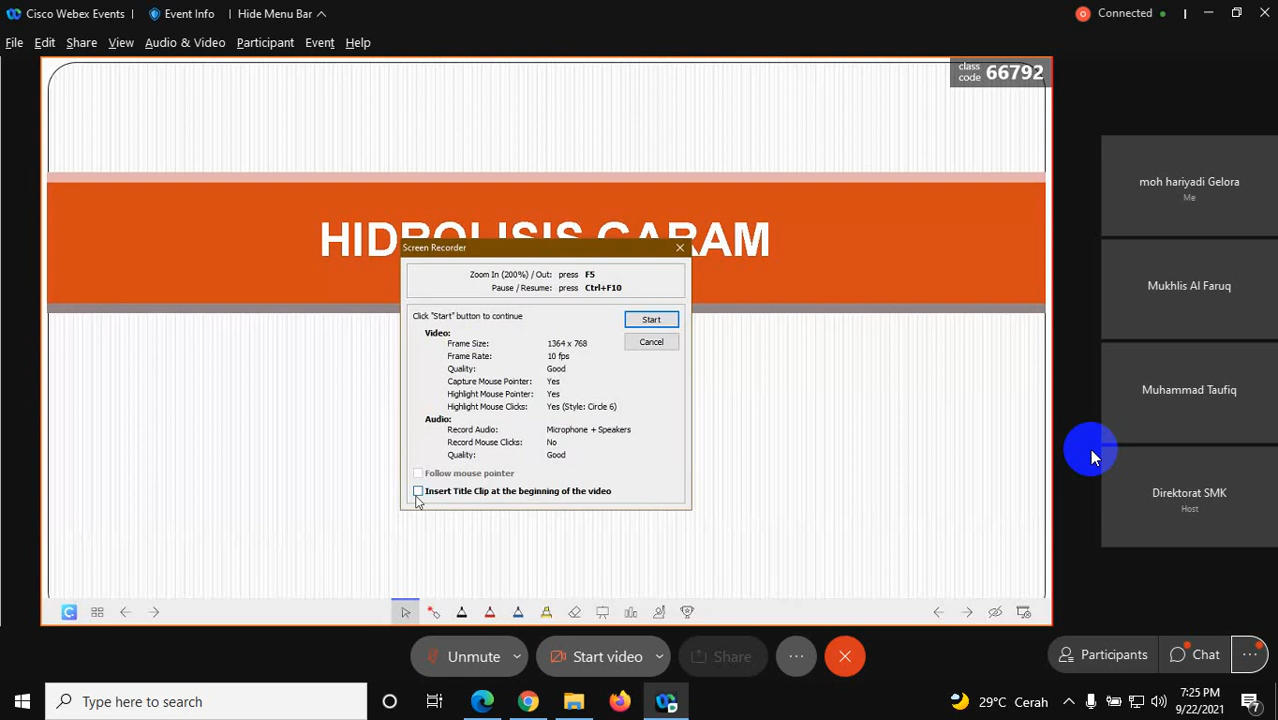 Cisco Webex Events Event Info Hide Menu Bar Connected
File Edit Share View Audio & Video Participant Event Help
class code 66792
HIDROLISIS GARAM
Screen Recorder
Zoom In (200%) / Out: press F5
Pause / Resume: press Ctrl+F10
Click "Start" button to continue
Start
Video:
Frame Size: 1364 x 768
Cancel
Frame Rate: 10 fps
Quality: Good
Capture Mouse Pointer: Yes
Highlight Mouse Pointer: Yes
Highlight Mouse Clicks: Yes (Style: Circle 6)
Audio:
Record Audio: Microphone + Speakers
Record Mouse Clicks: No
Quality: Good
Follow mouse pointer
Insert Title Clip at the beginning of the video
moh hariyadi Gelora
Me
Mukhlis Al Faruq
Muhammad Taufiq
Direktorat SMK
Host
Unmute Start video Share Participants Chat
Type here to search
29°C Cerah
7:25 PM
9/22/2021
7